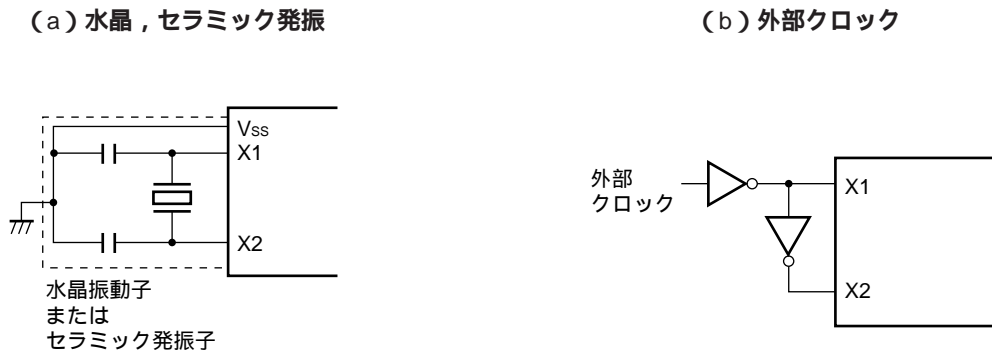 (a)水晶,セラミック発振
(b)外部クロック
VSS
X1
X2
水晶振動子
または
セラミック発振子
外部
クロック
X1
X2